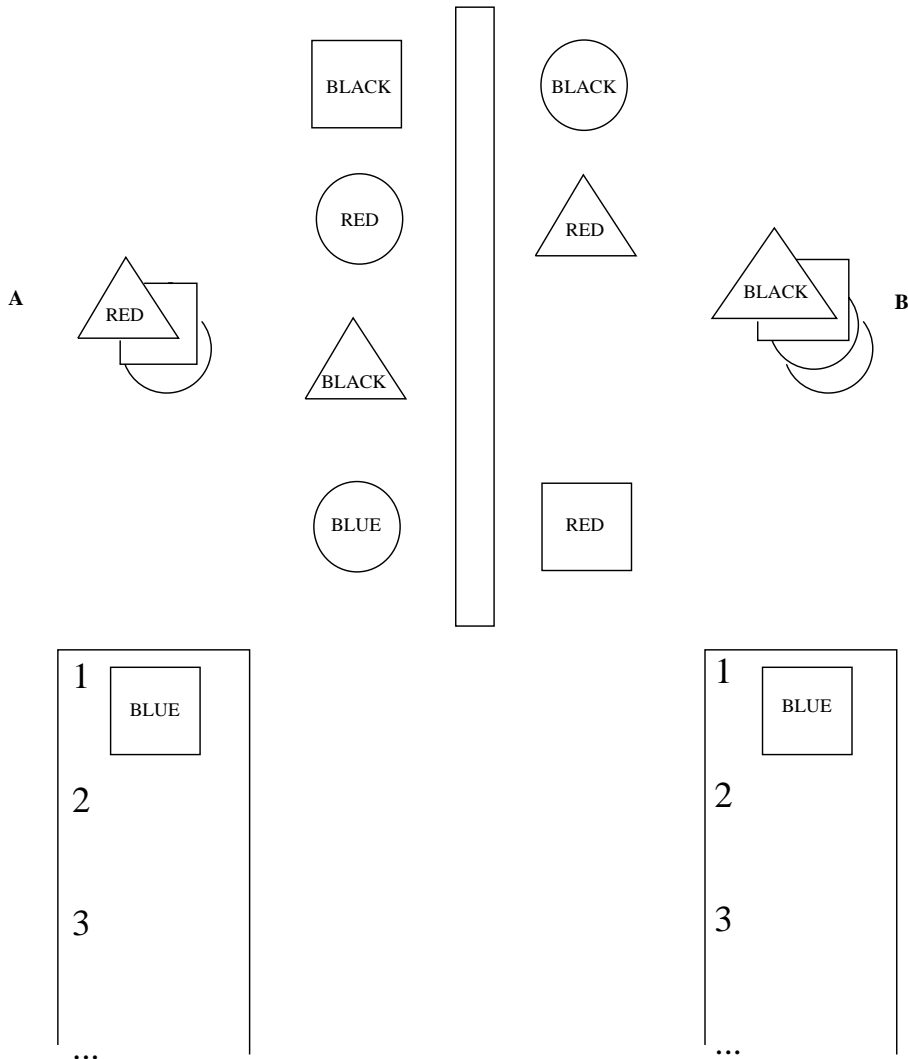 BLACK BLACK
RED RED
A RED BLACK B
BLACK
BLUE RED
1 BLUE 1 BLUE
2 2
3 3
... ...